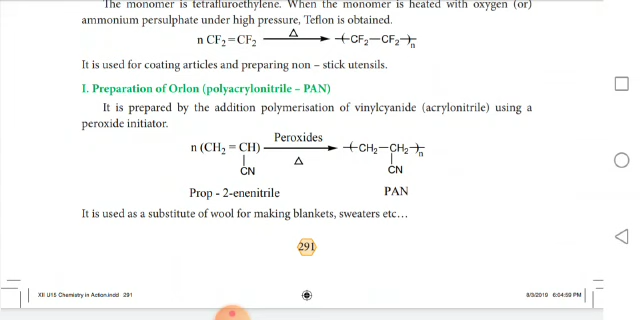 The monomer is tetrafluroethylene. When the monomer is heated with oxygen (or)
ammonium persulphate under high pressure, Teflon is obtained.
n CF₂=CF₂ —Δ→ –(CF₂–CF₂–)n
It is used for coating articles and preparing non – stick utensils.
I. Preparation of Orlon (polyacrylonitrile – PAN)
It is prepared by the addition polymerisation of vinylcyanide (acrylonitrile) using a
peroxide initiator.
Peroxides
n (CH₂ = CH) —Δ→ –(CH₂–CH₂–)n
CN CN
Prop - 2-enenitrile PAN
It is used as a substitute of wool for making blankets, sweaters etc…
291
XII U15 Chemistry in Action.indd 291 8/3/2019 6:04:59 PM